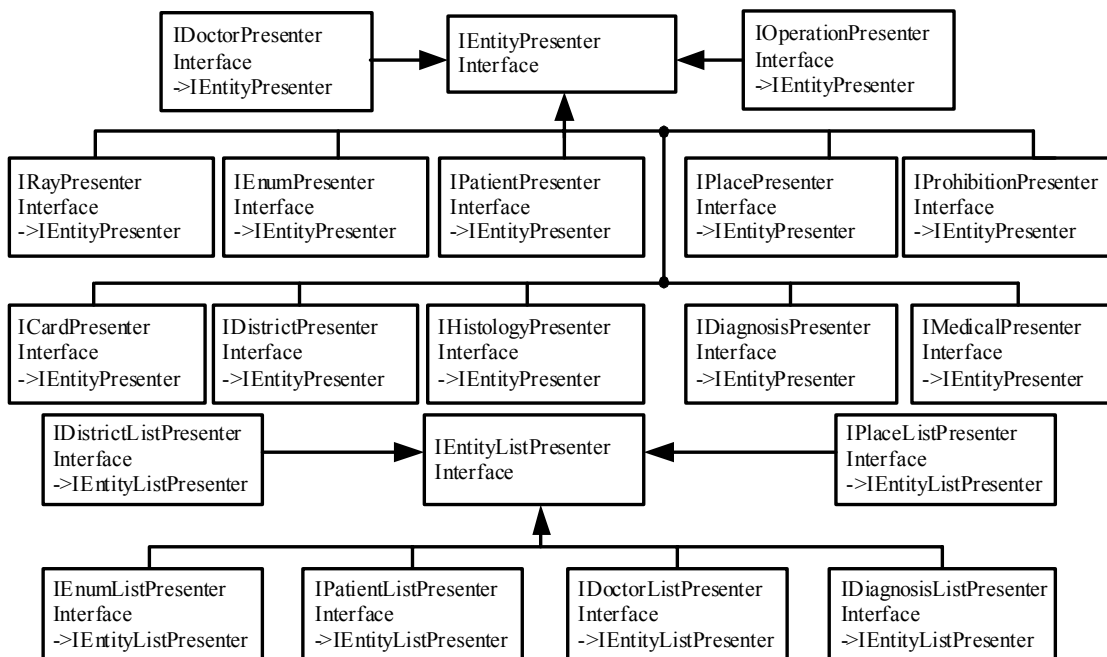 IDoctorPresenter
Interface
->IEntityPresenter
IEntityPresenter
Interface
IOperationPresenter
Interface
->IEntityPresenter
IRayPresenter
Interface
->IEntityPresenter
IEnumPresenter
Interface
->IEntityPresenter
IPatientPresenter
Interface
->IEntityPresenter
IPlacePresenter
Interface
->IEntityPresenter
IProhibitionPresenter
Interface
->IEntityPresenter
ICardPresenter
Interface
->IEntityPresenter
IDistrictPresenter
Interface
->IEntityPresenter
IHistologyPresenter
Interface
->IEntityPresenter
IDiagnosisPresenter
Interface
->IEntityPresenter
IMedicalPresenter
Interface
->IEntityPresenter
IDistrictListPresenter
Interface
->IEntityListPresenter
IEntityListPresenter
Interface
IPlaceListPresenter
Interface
->IEntityListPresenter
IEnumListPresenter
Interface
->IEntityListPresenter
IPatientListPresenter
Interface
->IEntityListPresenter
IDoctorListPresenter
Interface
->IEntityListPresenter
IDiagnosisListPresenter
Interface
->IEntityListPresenter